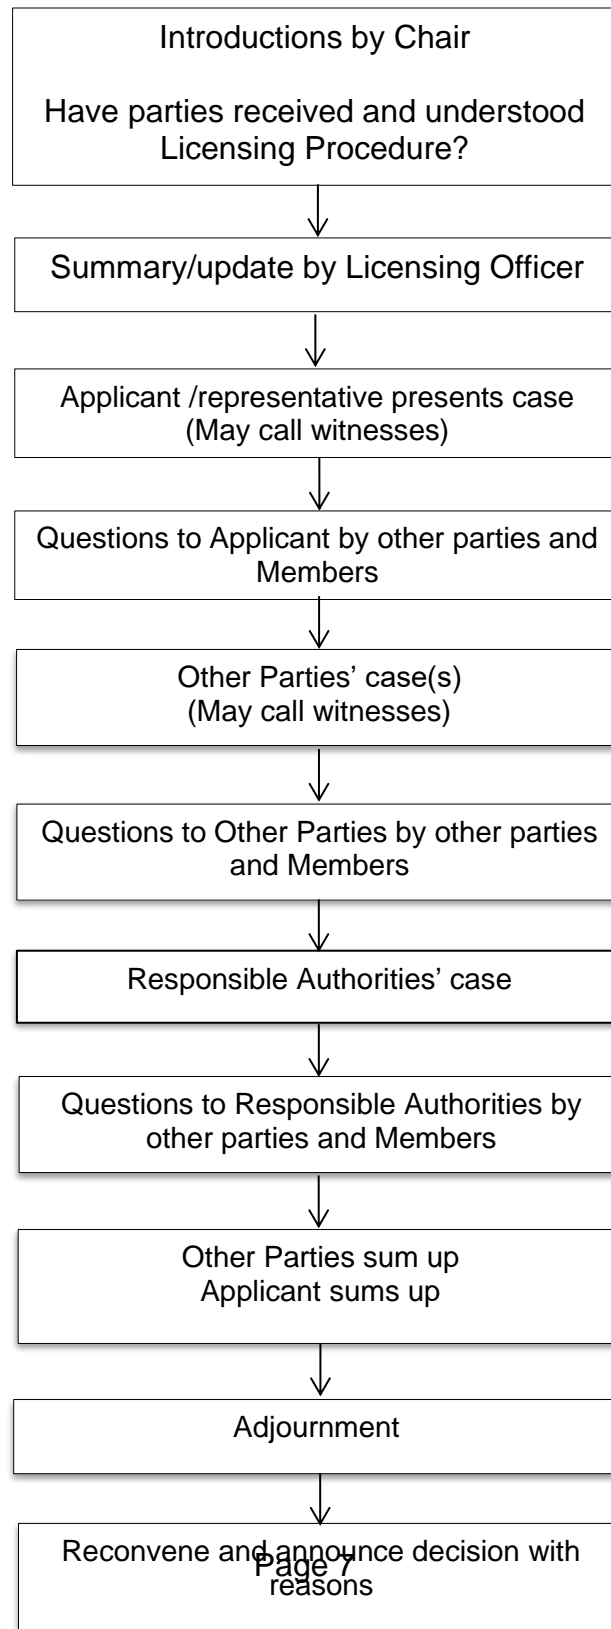 Introductions by Chair
Have parties received and understood
Licensing Procedure?
Summary/update by Licensing Officer
Applicant /representative presents case
(May call witnesses)
Questions to Applicant by other parties and
Members
Other Parties’ case(s)
(May call witnesses)
Questions to Other Parties by other parties
and Members
Responsible Authorities’ case
Questions to Responsible Authorities by
other parties and Members
Other Parties sum up
Applicant sums up
Adjournment
Reconvene and announce decision with
Page 7
reasons